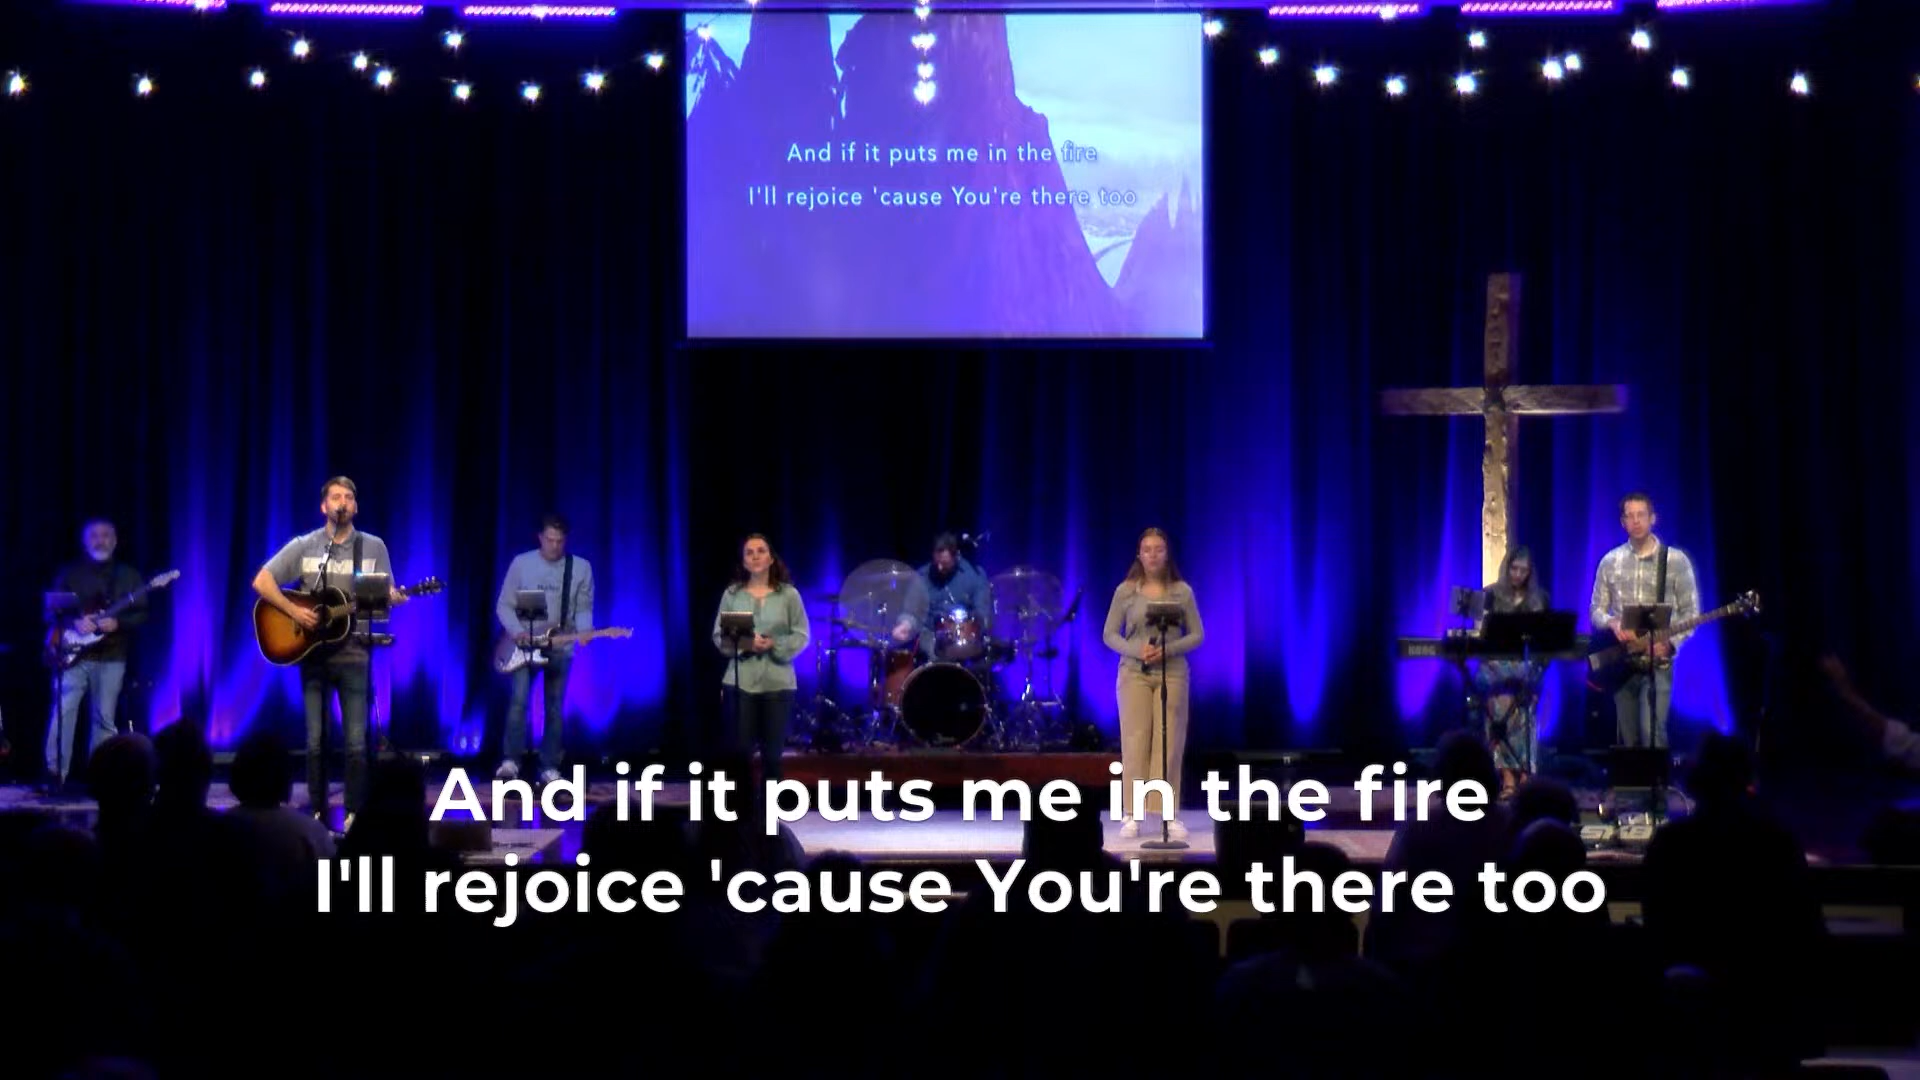 And if it puts me in the fire
I'll rejoice 'cause You're there too
KORG
And if it puts me in the fire
I'll rejoice 'cause You're there too